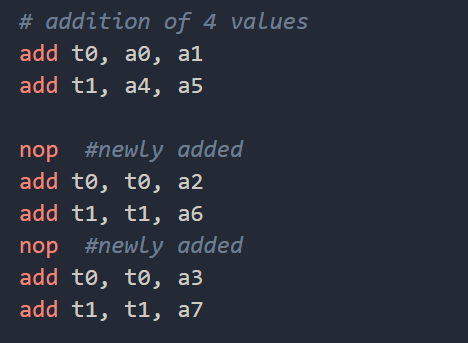 # addition of 4 values
add t0, a0, a1
add t1, a4, a5
nop  #newly added
add t0, t0, a2
add t1, t1, a6
nop  #newly added
add t0, t0, a3
add t1, t1, a7